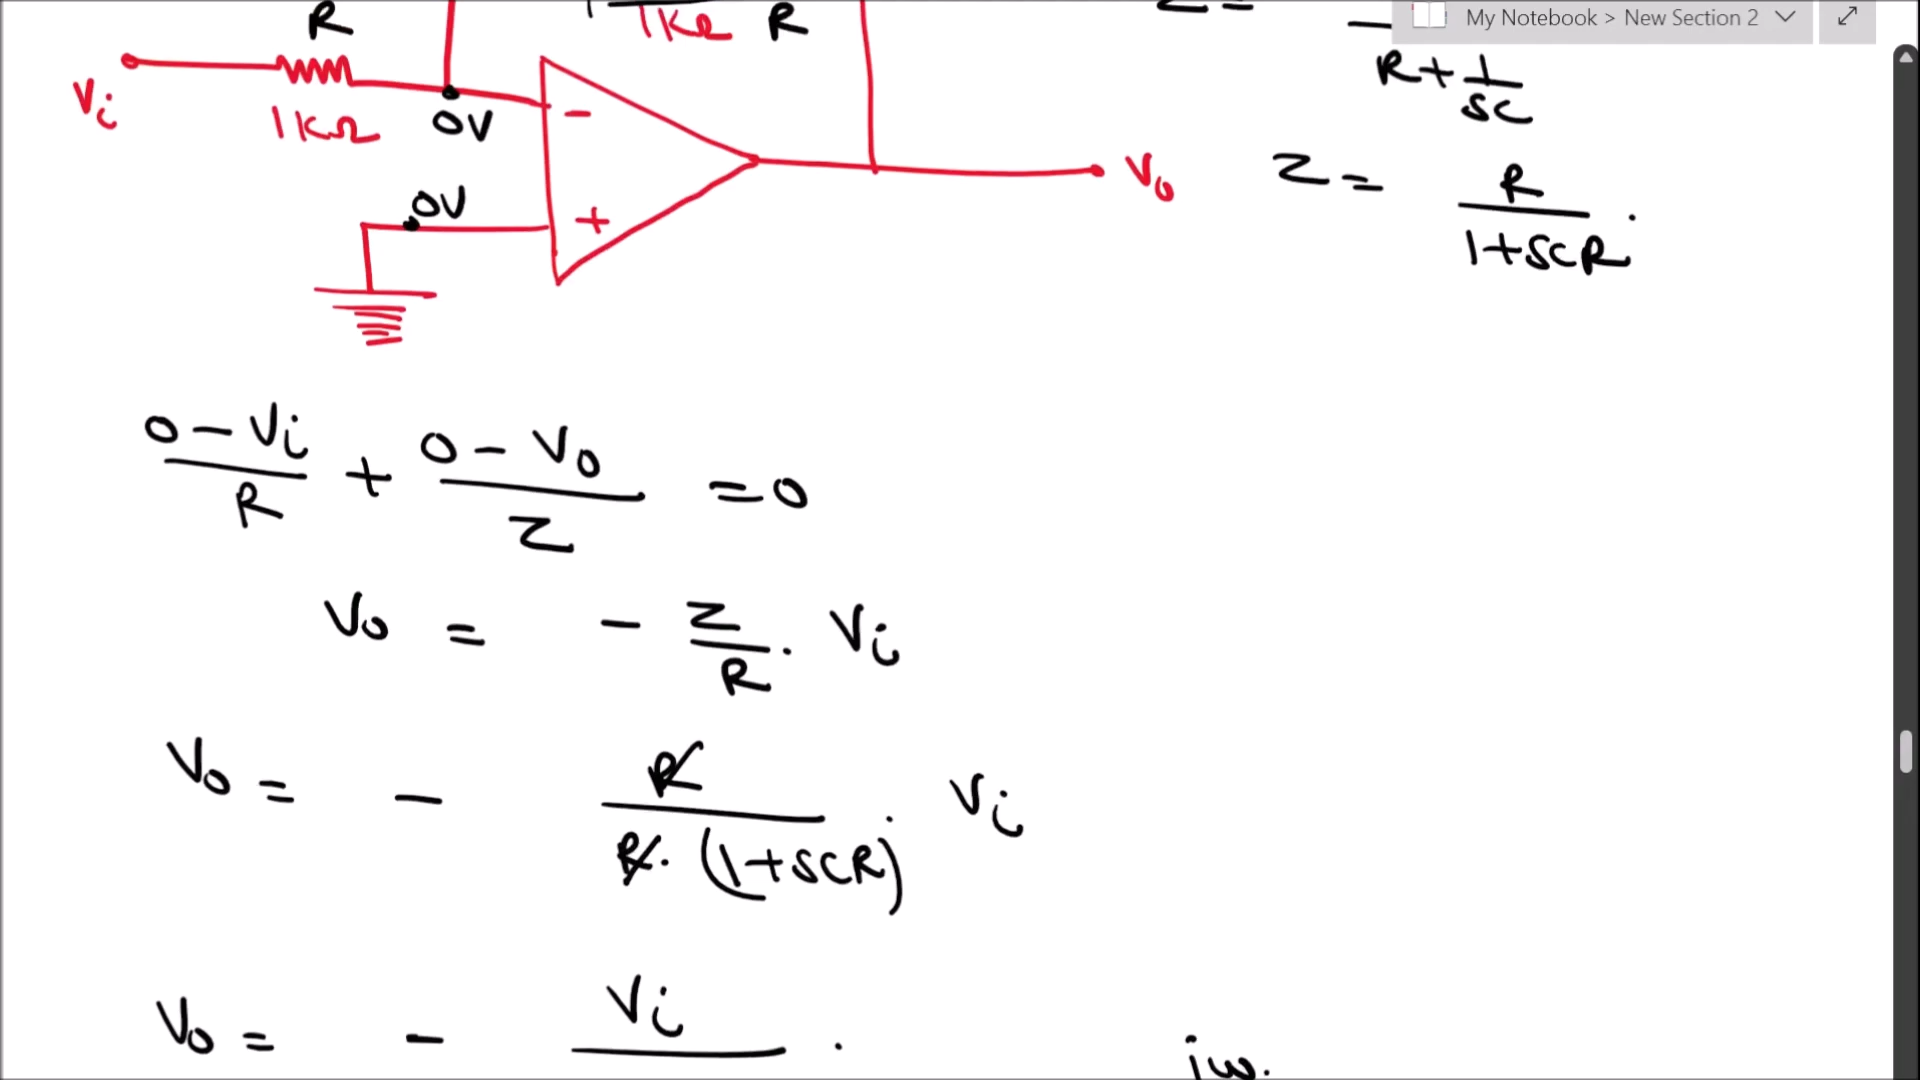 My Notebook > New Section 2
R
1KΩ R
Z =
R + 1/SC
Vi
1KΩ
0V
-
Vo
Z = R/(1+SCR)
0V
+
(0 - Vi)/R + (0 - Vo)/Z = 0
Vo = - Z/R . Vi
Vo = - R/(R. (1+SCR)) . Vi
Vo = - Vi
jω.